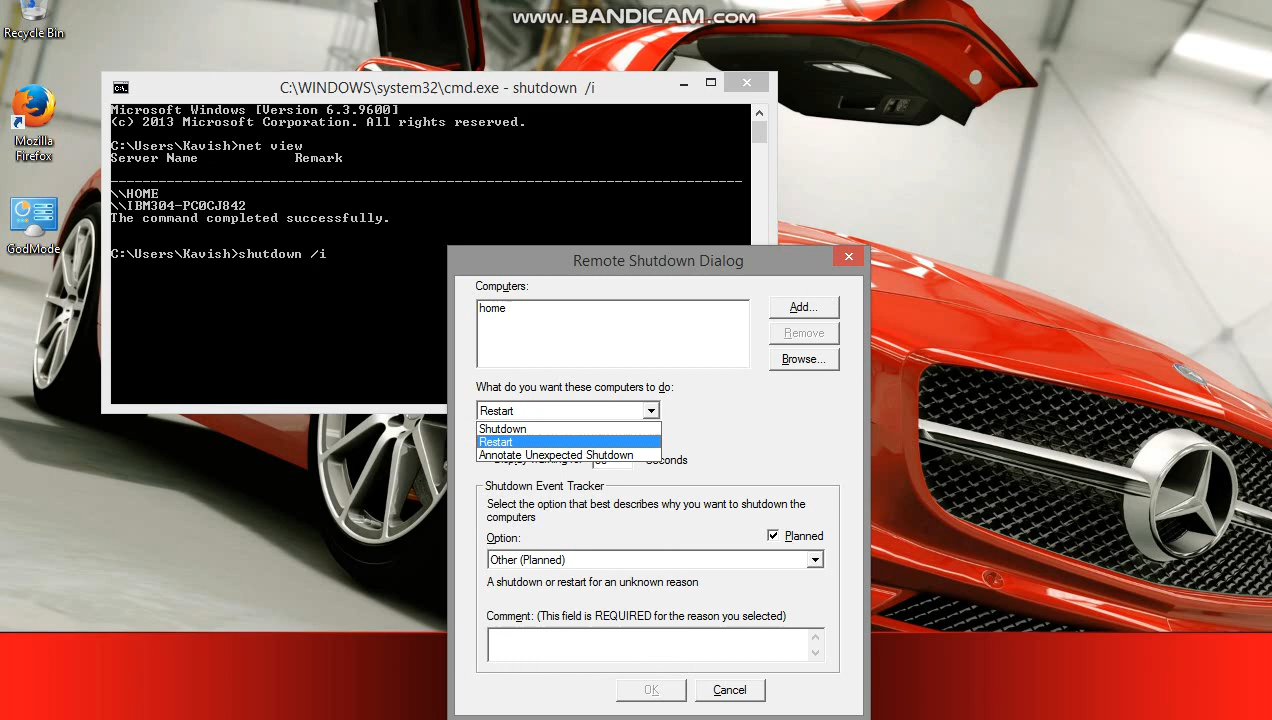 www.BANDICAM.com
Recycle Bin
Mozilla
Firefox
GodMode
C:\WINDOWS\system32\cmd.exe - shutdown /i
Microsoft Windows [Version 6.3.9600]
(c) 2013 Microsoft Corporation. All rights reserved.
C:\Users\Kavish>net view
Server Name Remark
\\HOME
\\IBM304-PC0CJ842
The command completed successfully.
C:\Users\Kavish>shutdown /i
Remote Shutdown Dialog
Computers:
home
Add...
Remove
Browse...
What do you want these computers to do:
Restart
Shutdown
Restart
Annotate Unexpected Shutdown
Seconds
Shutdown Event Tracker
Select the option that best describes why you want to shutdown the
computers
Option:
Planned
Other (Planned)
A shutdown or restart for an unknown reason
Comment: (This field is REQUIRED for the reason you selected)
OK
Cancel